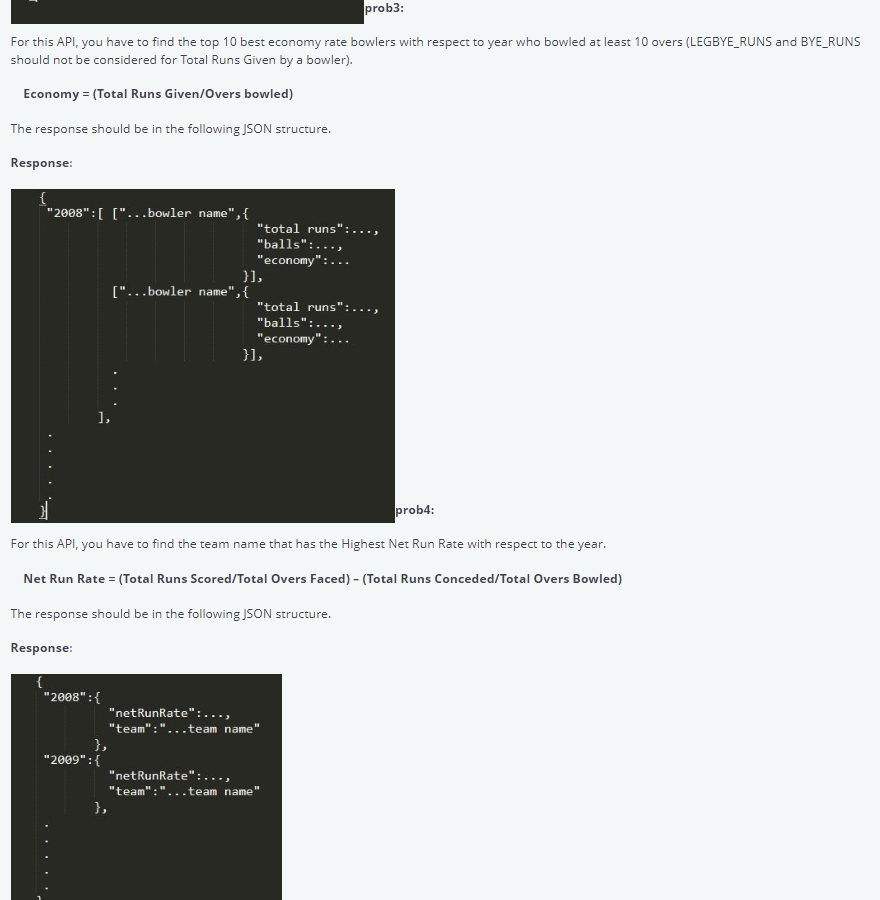 prob3:
For this API, you have to find the top 10 best economy rate bowlers with respect to year who bowled at least 10 overs (LEGBYE_RUNS and BYE_RUNS
should not be considered for Total Runs Given by a bowler).
Economy = (Total Runs Given/Overs bowled)
The response should be in the following JSON structure.
Response:
{
"2008":[ ["...bowler name",{
"total runs":...,
"balls":...,
"economy":...
}],
["...bowler name",{
"total runs":...,
"balls":...,
"economy":...
}],
.
.
.
],
.
.
.
.
.
}
prob4:
For this API, you have to find the team name that has the Highest Net Run Rate with respect to the year.
Net Run Rate = (Total Runs Scored/Total Overs Faced) – (Total Runs Conceded/Total Overs Bowled)
The response should be in the following JSON structure.
Response:
{
"2008":{
"netRunRate":...,
"team":"...team name"
},
"2009":{
"netRunRate":...,
"team":"...team name"
},
.
.
.
.
.